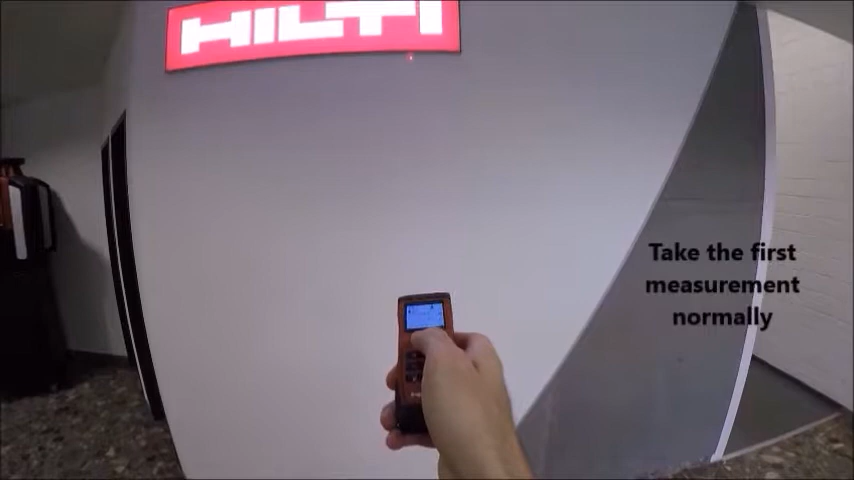 HILTI
Take the first
measurement
normally